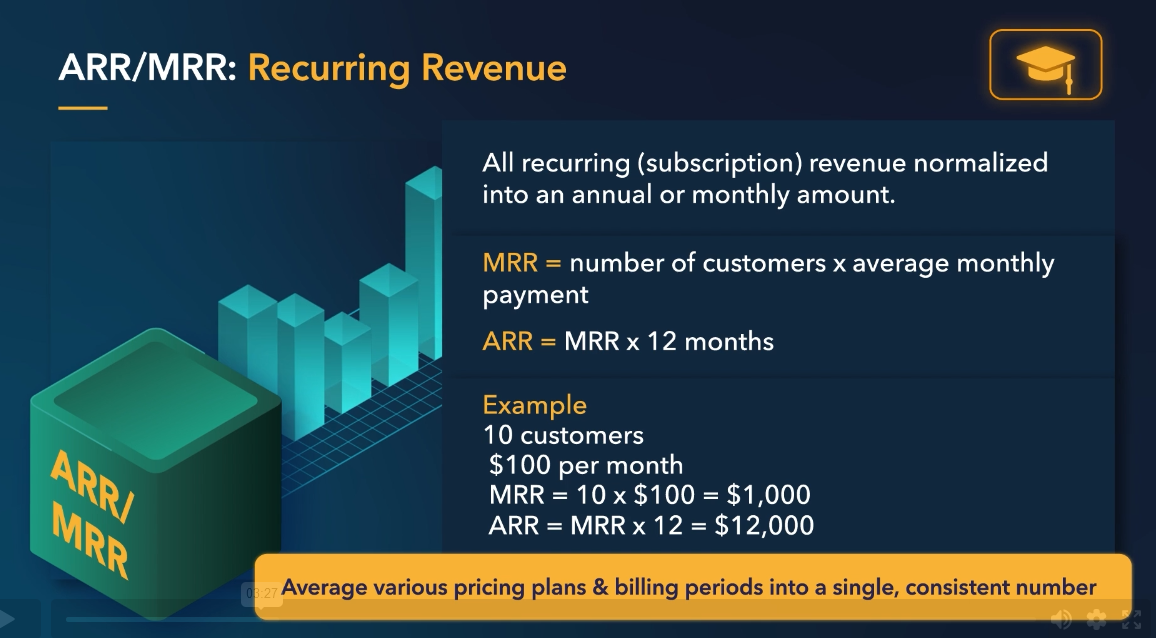 ARR/MRR: Recurring Revenue
All recurring (subscription) revenue normalized
into an annual or monthly amount.
MRR = number of customers x average monthly
payment
ARR = MRR x 12 months
Example
10 customers
$100 per month
MRR = 10 x $100 = $1,000
ARR = MRR x 12 = $12,000
ARR/
MRR
03:27
Average various pricing plans & billing periods into a single, consistent number